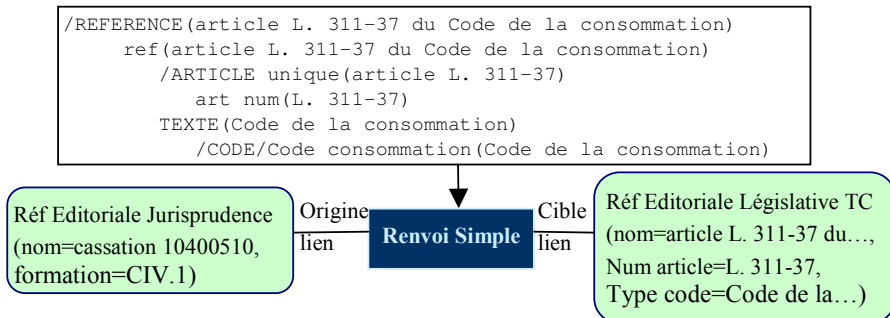 /REFERENCE(article L. 311-37 du Code de la consommation)
ref(article L. 311-37 du Code de la consommation)
/ARTICLE unique(article L. 311-37)
art num(L. 311-37)
TEXTE(Code de la consommation)
/CODE/Code consommation(Code de la consommation)
Réf Editoriale Jurisprudence
(nom=cassation 10400510,
formation=CIV.1)
Origine
lien
Renvoi Simple
Cible
lien
Réf Editoriale Législative TC
(nom=article L. 311-37 du…,
Num article=L. 311-37,
Type code=Code de la…)